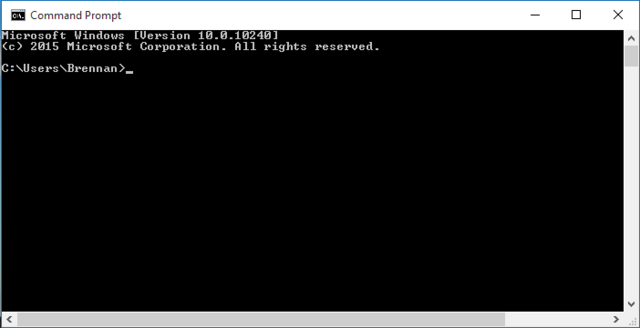 Command Prompt
Microsoft Windows [Version 10.0.10240]
(c) 2015 Microsoft Corporation. All rights reserved.
C:\Users\Brennan>_